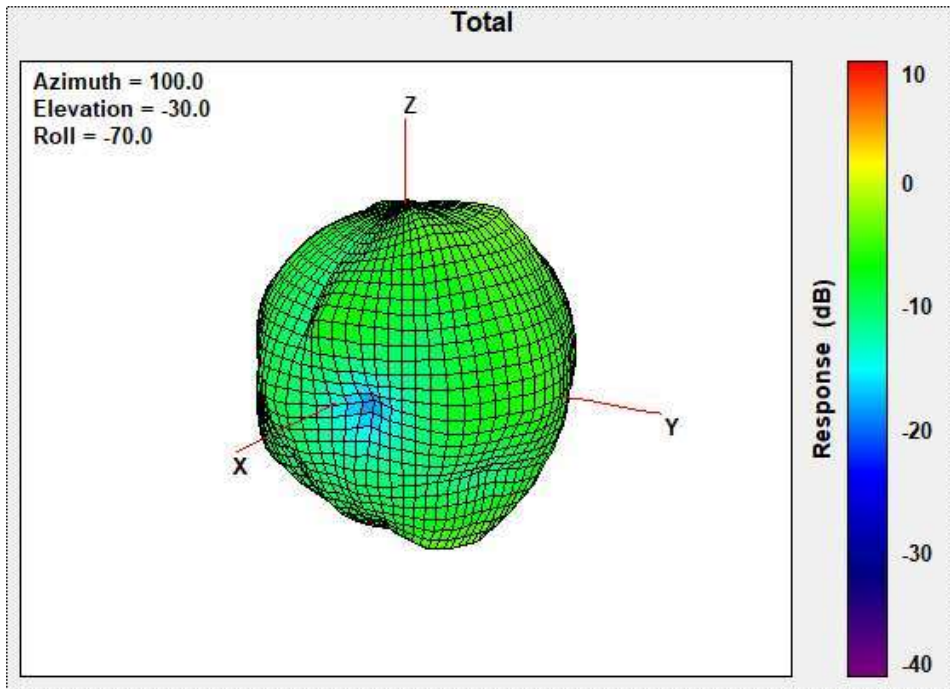 Total
Azimuth = 100.0
Elevation = -30.0
Roll = -70.0
Z
Y
X
10
0
-10
-20
-30
-40
Response (dB)